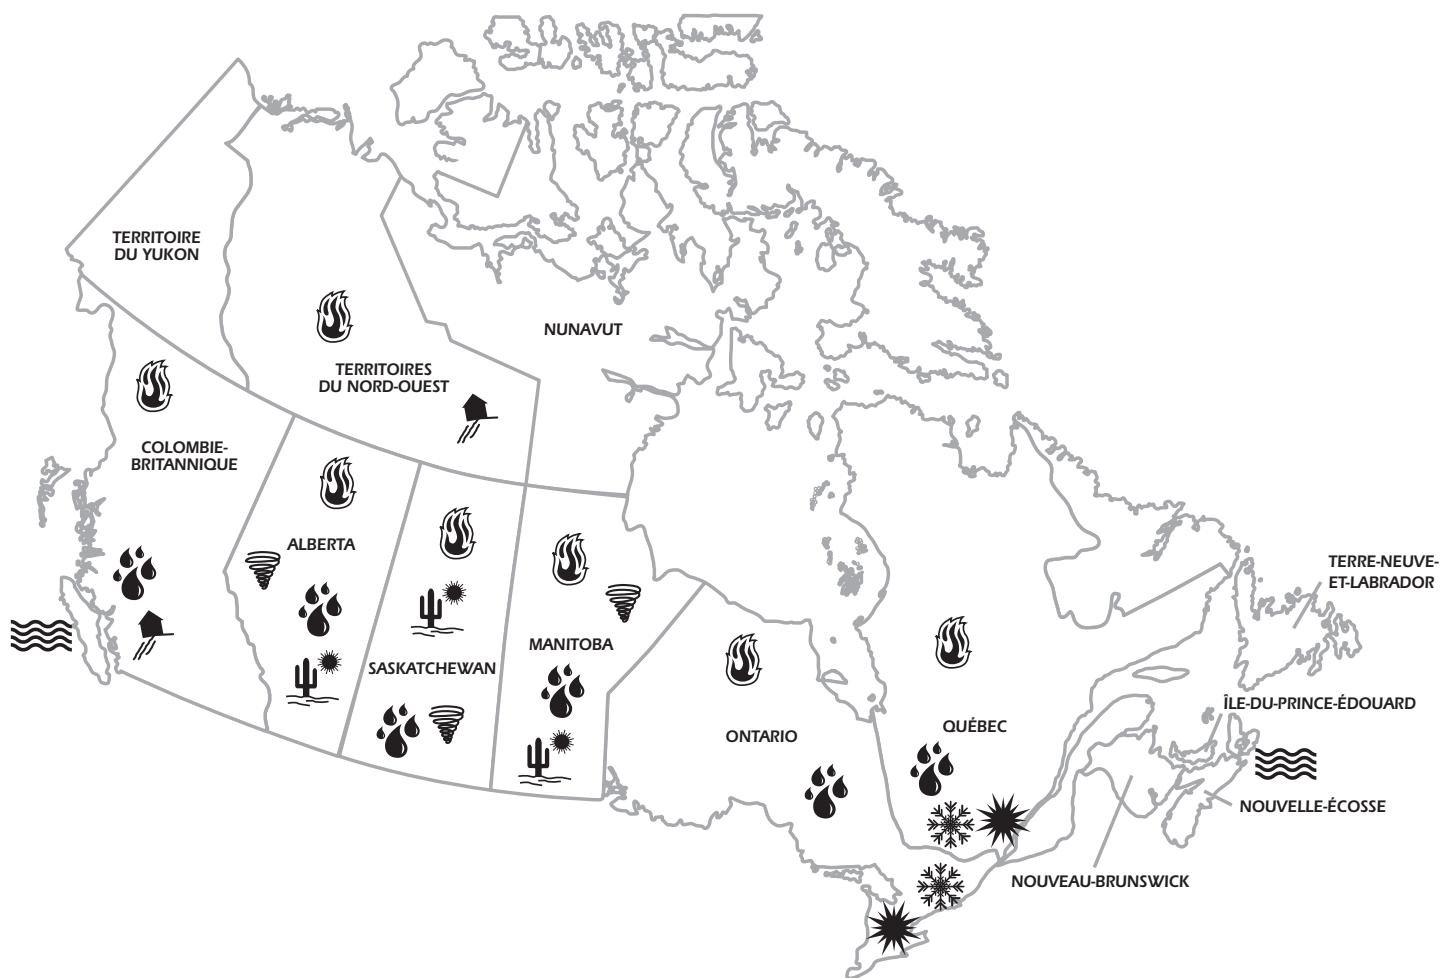 TERRITOIRE
DU YUKON
NUNAVUT
TERRITOIRES
DU NORD-OUEST
COLOMBIE-
BRITANNIQUE
ALBERTA
TERRE-NEUVE-
ET-LABRADOR
MANITOBA
SASKATCHEWAN
ÎLE-DU-PRINCE-ÉDOUARD
QUÉBEC
ONTARIO
NOUVELLE-ÉCOSSE
NOUVEAU-BRUNSWICK